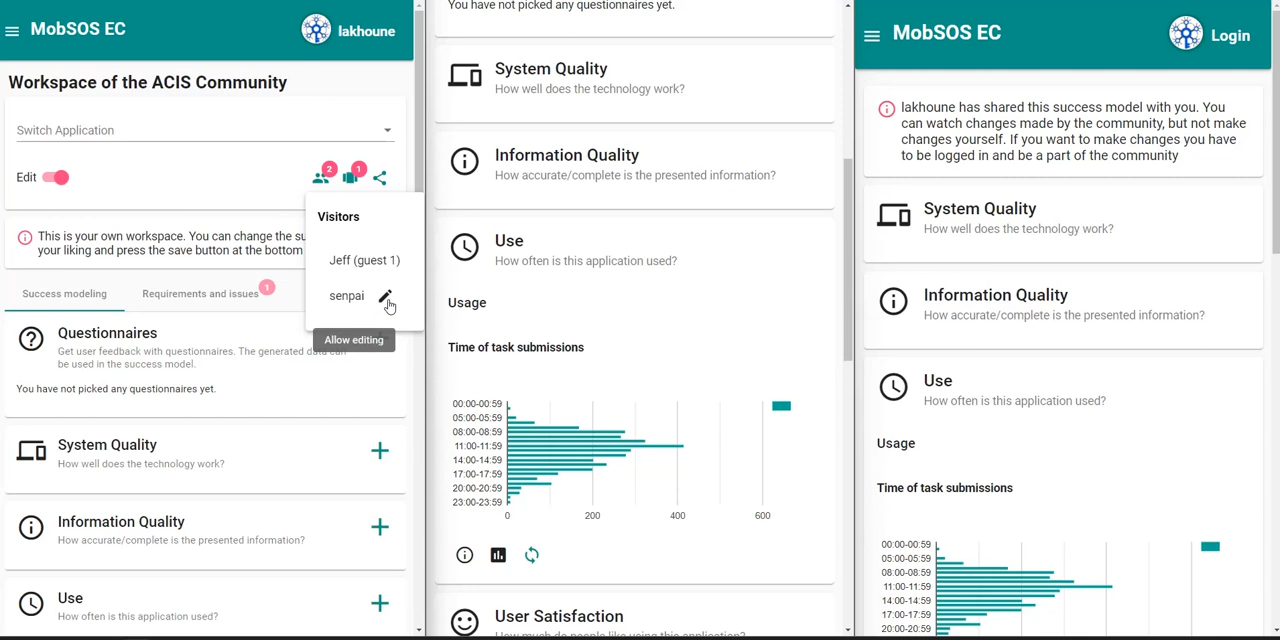 MobSOS EC
lakhoune
Workspace of the ACIS Community
Switch Application
Edit
2
1
Visitors
Jeff (guest 1)
senpai
Allow editing
This is your own workspace. You can change the su
your liking and press the save button at the bottom
Success modeling
Requirements and issues
1
Questionnaires
Get user feedback with questionnaires. The generated data can
be used in the success model.
You have not picked any questionnaires yet.
System Quality
How well does the technology work?
Information Quality
How accurate/complete is the presented information?
Use
How often is this application used?
You have not picked any questionnaires yet.
System Quality
How well does the technology work?
Information Quality
How accurate/complete is the presented information?
Use
How often is this application used?
Usage
Time of task submissions
00:00-00:59
05:00-05:59
08:00-08:59
11:00-11:59
14:00-14:59
17:00-17:59
20:00-20:59
23:00-23:59
0 200 400 600
User Satisfaction
How much do people like using this application?
MobSOS EC
Login
lakhoune has shared this success model with you. You
can watch changes made by the community, but not make
changes yourself. If you want to make changes you have
to be logged in and be a part of the community
System Quality
How well does the technology work?
Information Quality
How accurate/complete is the presented information?
Use
How often is this application used?
Usage
Time of task submissions
00:00-00:59
05:00-05:59
08:00-08:59
11:00-11:59
14:00-14:59
17:00-17:59
20:00-20:59